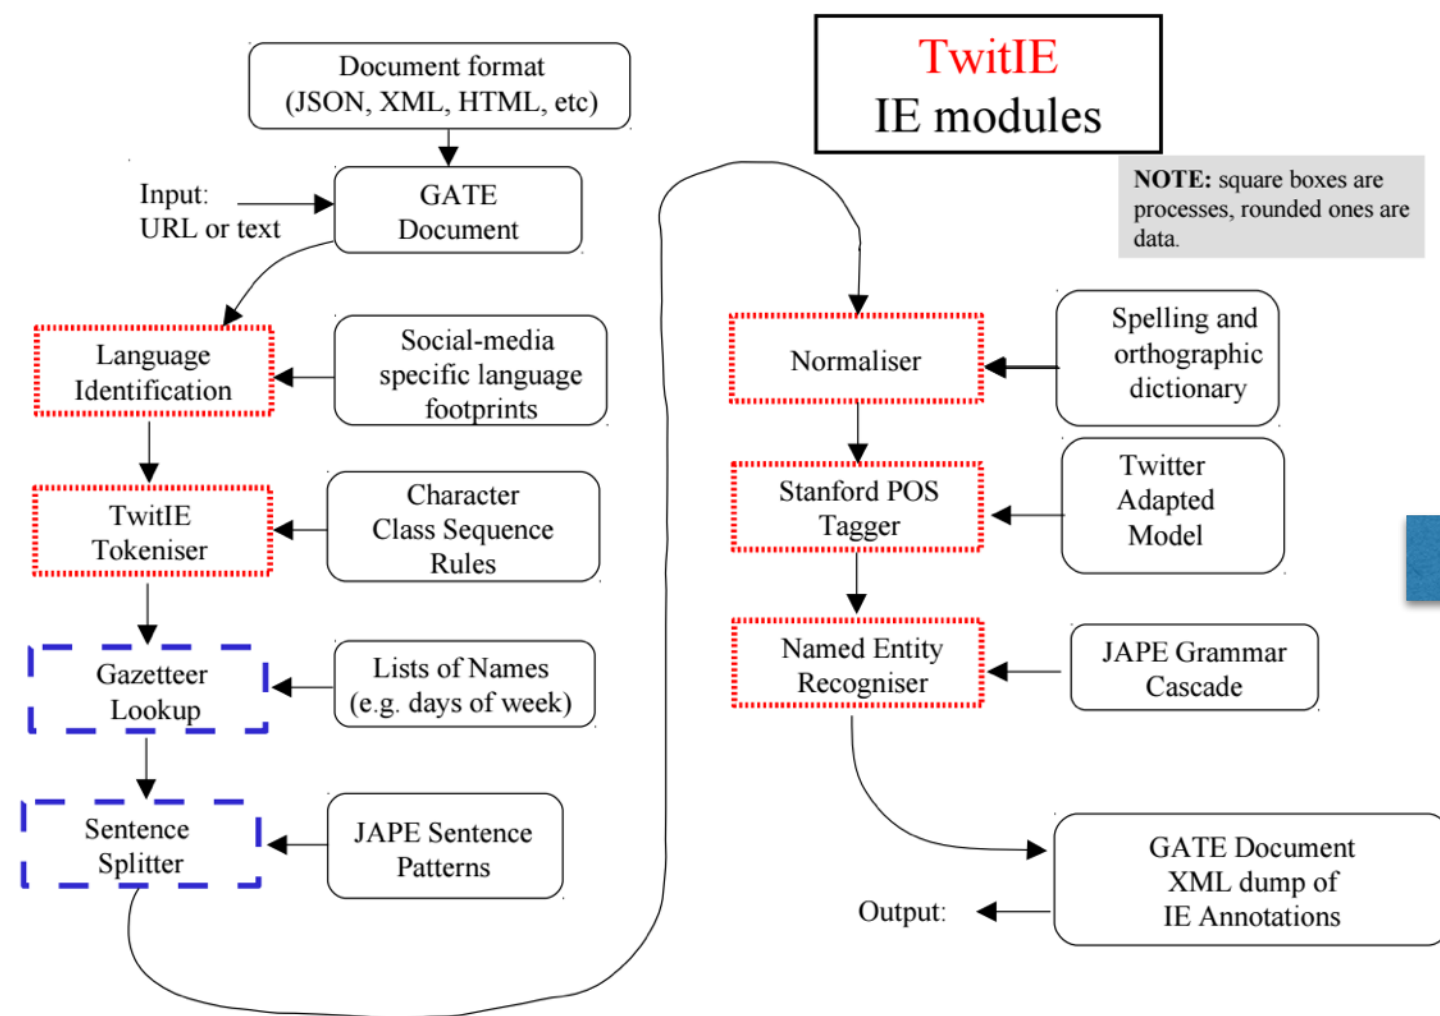 TwitIE
IE modules
NOTE: square boxes are
processes, rounded ones are
data.
Document format
(JSON, XML, HTML, etc)
Input:
URL or text
GATE
Document
Language
Identification
Social-media
specific language
footprints
TwitIE
Tokeniser
Character
Class Sequence
Rules
Gazetteer
Lookup
Lists of Names
(e.g. days of week)
Sentence
Splitter
JAPE Sentence
Patterns
Normaliser
Spelling and
orthographic
dictionary
Stanford POS
Tagger
Twitter
Adapted
Model
Named Entity
Recogniser
JAPE Grammar
Cascade
GATE Document
XML dump of
IE Annotations
Output: